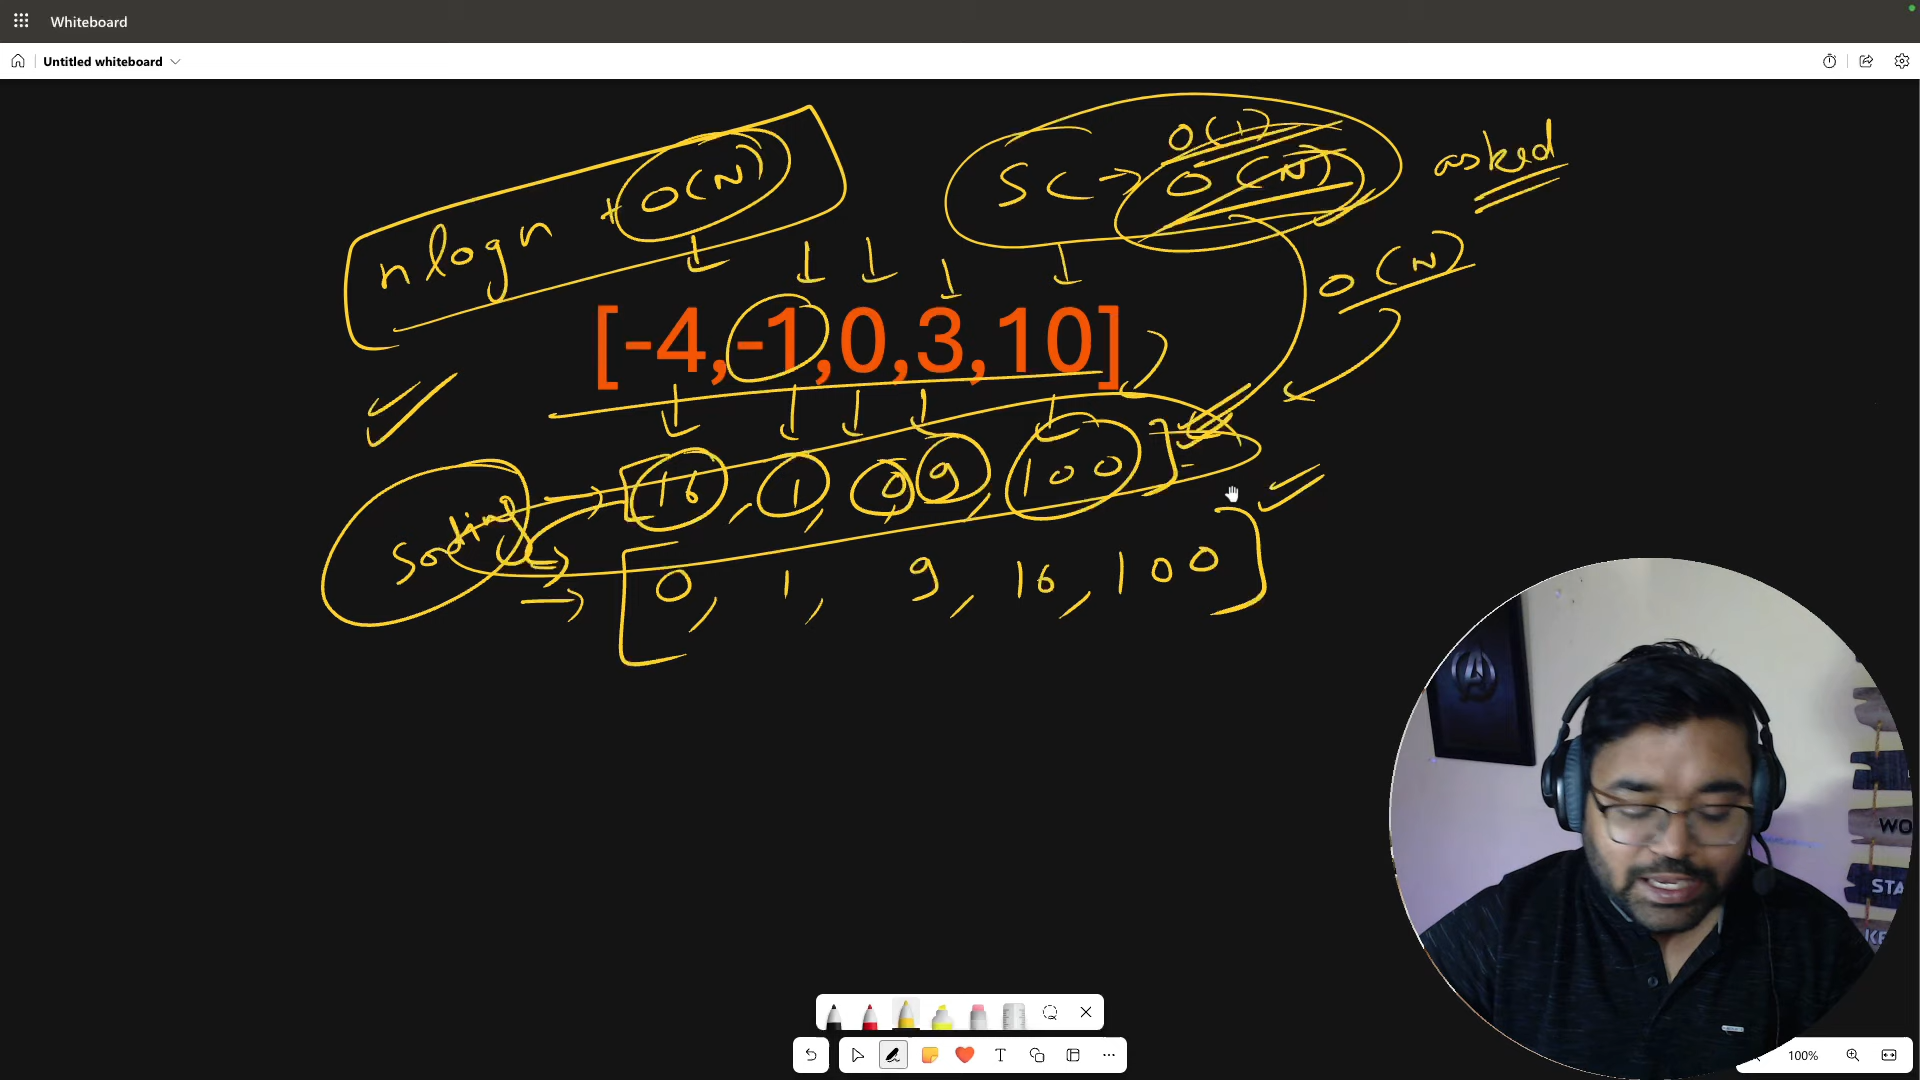 Whiteboard
Untitled whiteboard
nlogn + O(N)
SC → O(N)
O(1)
asked
O(N)
[-4,-1,0,3,10]
[16, 1, 0, 9, 100]
Sorting
[0, 1, 9, 16, 100]
WO
STA
KE
100%